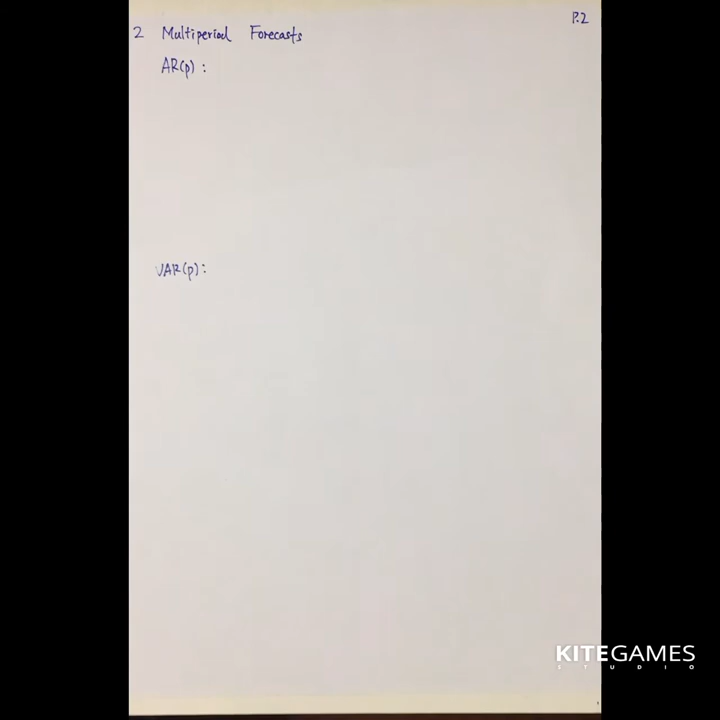 P.2
2 Multiperiod Forecasts
AR(p) :
VAR(p) :
KITEGAMES
STUDIO